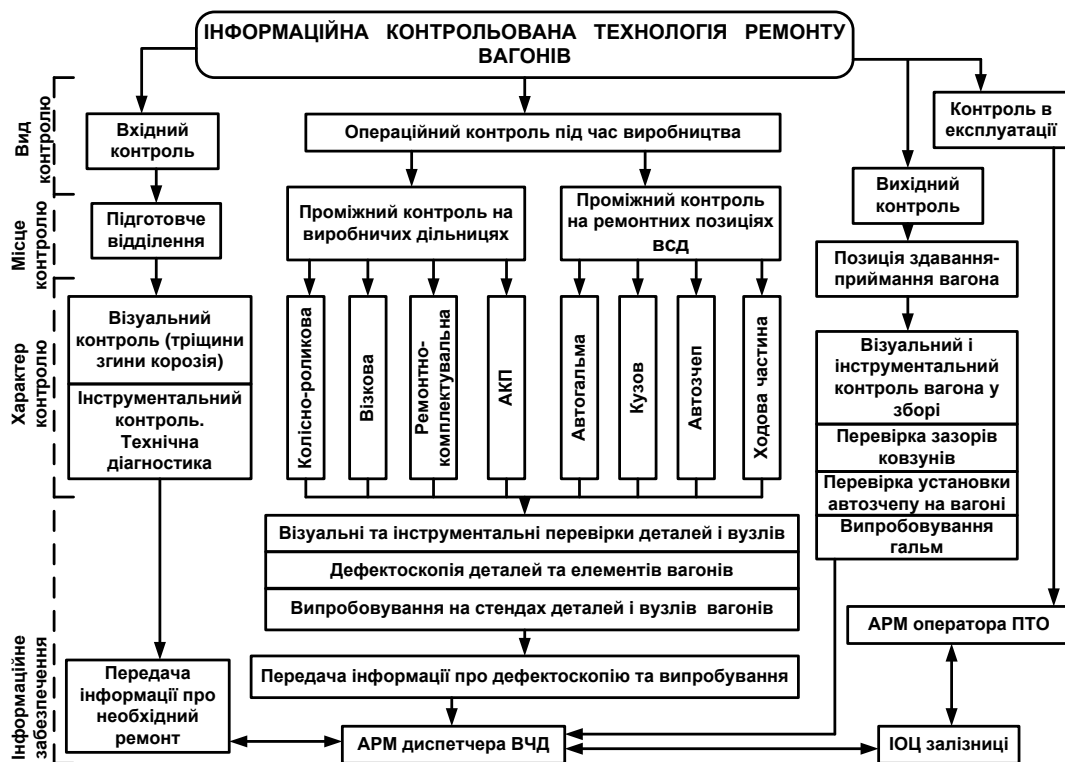 ІНФОРМАЦІЙНА КОНТРОЛЬОВАНА ТЕХНОЛОГІЯ РЕМОНТУ
ВАГОНІВ
Вид
контролю
Вхідний
контроль
Операційний контроль під час виробництва
Контроль в
експлуатації
Місце
контролю
Підготовче
відділення
Проміжний контроль на
виробничих дільницях
Проміжний контроль
на ремонтних позиціях
всд
Вихідний
контроль
Позиція здавання-
приймання вагона
Характер
контролю
Візуальний
контроль (тріщини
згини корозія)
Інструментальний
контроль.
Технічна
діагностика
Колісно-роликова
Візкова
Ремонтно-
комплектувальна
АКП
Автогальма
Кузов
Автозчеп
Ходова частина
Візуальний і
інструментальний
контроль вагона у
зборі
Перевірка зазорів
ковзунів
Перевірка установки
автозчепу на вагоні
Випробовування
гальм
Візуальні та інструментальні перевірки деталей і вузлів
Дефектоскопія деталей та елементів вагонів
Випробовування на стендах деталей і вузлів вагонів
Інформаційне
забезпечення
Передача
інформації про
необхідний
ремонт
Передача інформації про дефектоскопію та випробування
АРМ диспетчера ВЧД
АРМ оператора ПТО
ІОЦ залізниці